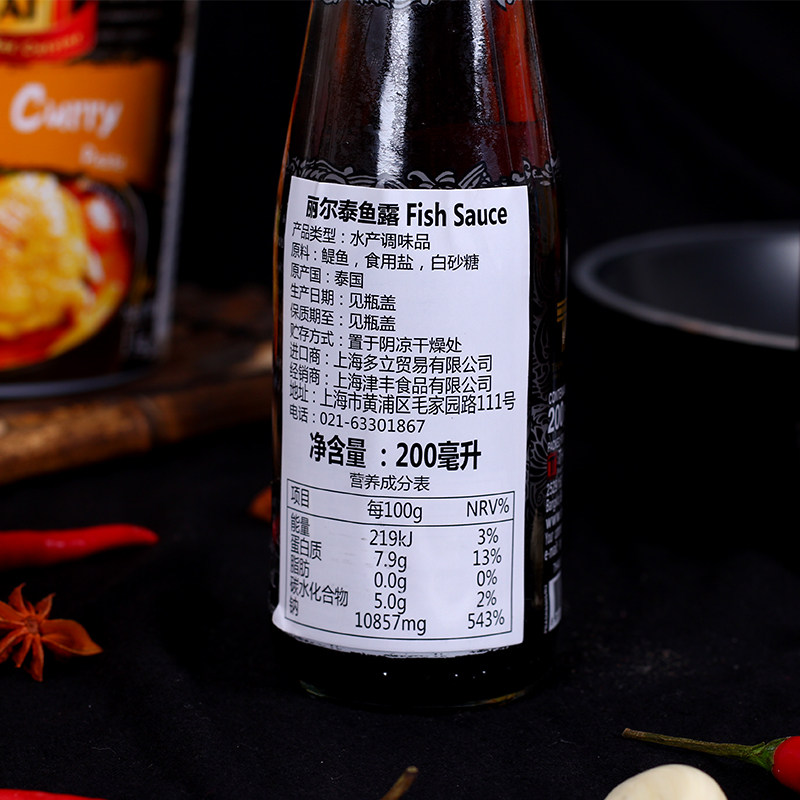 AI
Curry
丽尔泰鱼露 Fish Sauce
产品类型：水产调味品
原料：鳀鱼，食用盐，白砂糖
原产国：泰国
生产日期：见瓶盖
保质期至：见瓶盖
贮存方式：置于阴凉干燥处
进口商：上海多立贸易有限公司
经销商：上海津丰食品有限公司
地址：上海市黄浦区毛家园路111号
电话：021-63301867
净含量 ：200毫升
营养成分表
项目 每100g NRV%
能量 219kJ 3%
蛋白质 7.9g 13%
脂肪 0.0g 0%
碳水化合物 5.0g 2%
钠 10857mg 543%